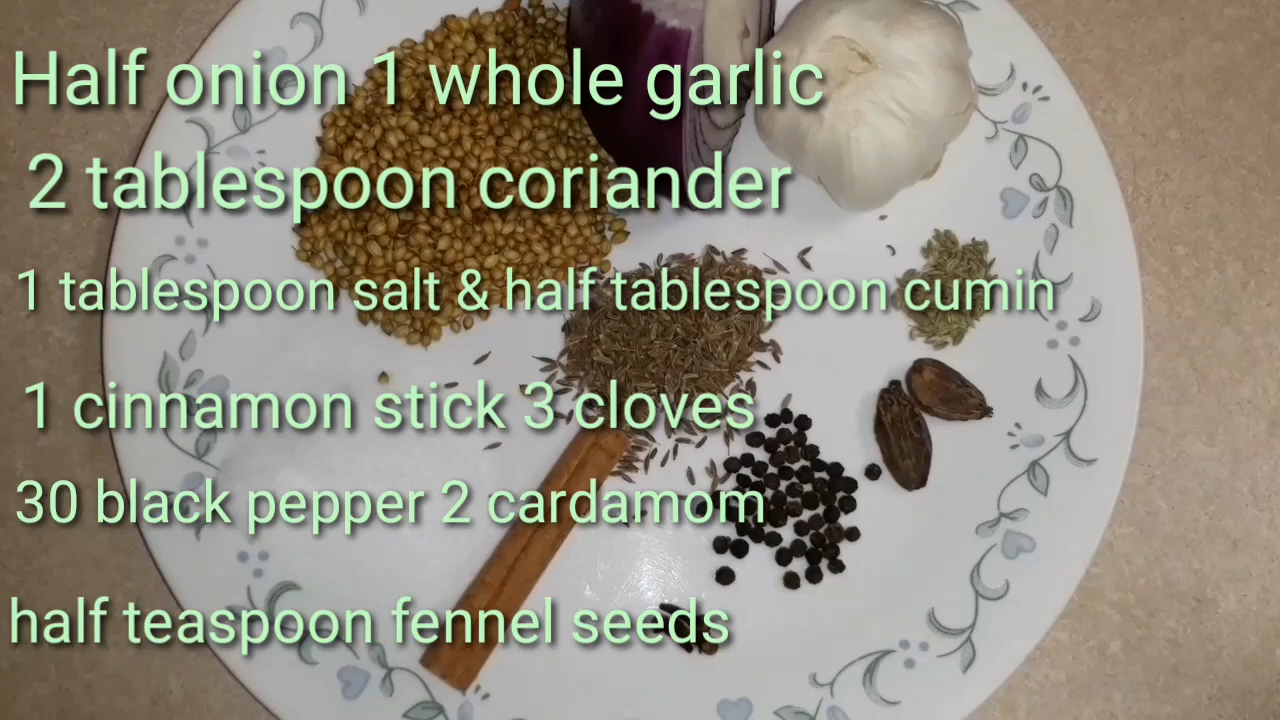 Half onion 1 whole garlic
2 tablespoon coriander
1 tablespoon salt & half tablespoon cumin
1 cinnamon stick 3 cloves
30 black pepper 2 cardamom
half teaspoon fennel seeds